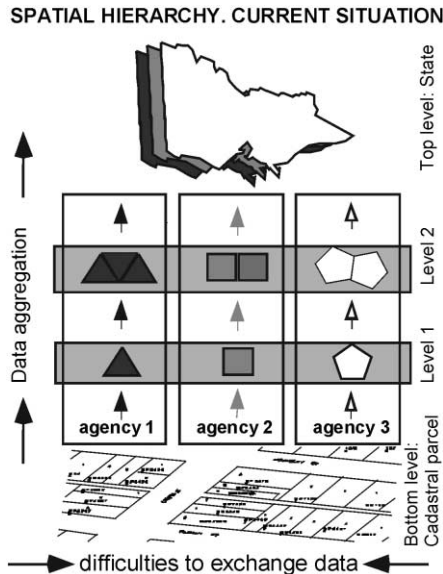 SPATIAL HIERARCHY. CURRENT SITUATION
Top level: State
Data aggregation
Level 2
Level 1
agency 1
agency 2
agency 3
Bottom level:
Cadastral parcel
difficulties to exchange data